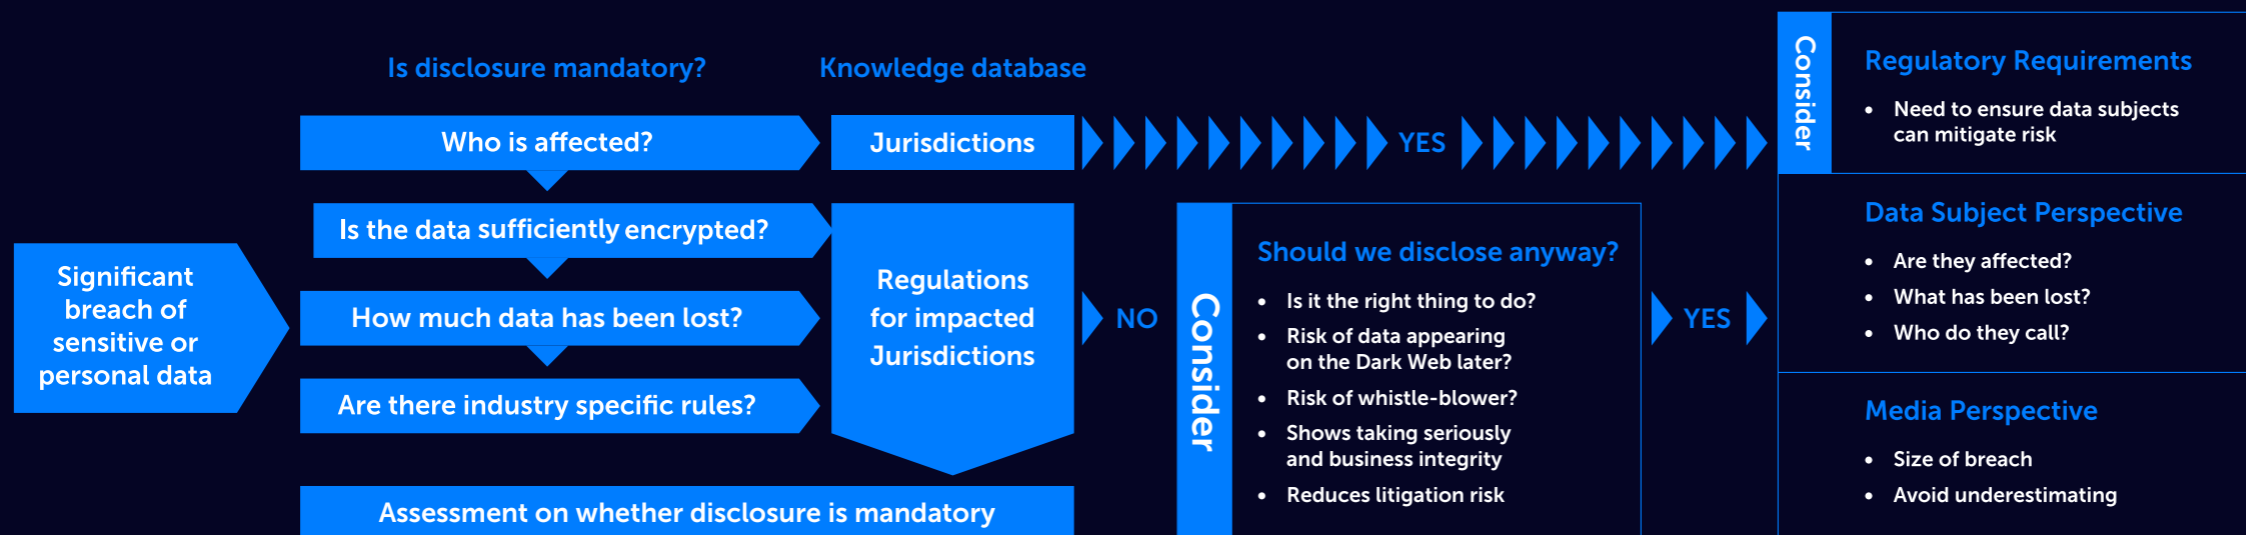 Significant
breach of
sensitive or
personal data
Is disclosure mandatory?
Who is affected?
Is the data sufficiently encrypted?
How much data has been lost?
Are there industry specific rules?
Knowledge database
Jurisdictions
Regulations
for impacted
Jurisdictions
Assessment on whether disclosure is mandatory
YES
NO
Consider
Should we disclose anyway?
• Is it the right thing to do?
• Risk of data appearing
on the Dark Web later?
• Risk of whistle-blower?
• Shows taking seriously
and business integrity
• Reduces litigation risk
YES
Consider
Regulatory Requirements
• Need to ensure data subjects
can mitigate risk
Data Subject Perspective
• Are they affected?
• What has been lost?
• Who do they call?
Media Perspective
• Size of breach
• Avoid underestimating